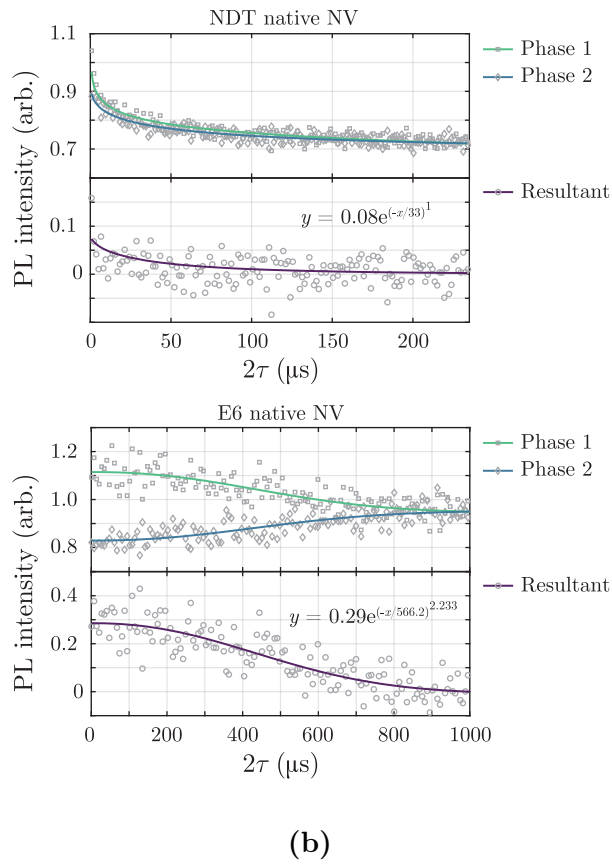 NDT native NV
1.1
0.9
0.7
0.1
0
PL intensity (arb.)
Phase 1
Phase 2
Resultant
y = 0.08e^(-x/33)^1
0 50 100 150 200
2τ (µs)
E6 native NV
1.2
1.0
0.8
0.4
0.2
0
PL intensity (arb.)
Phase 1
Phase 2
Resultant
y = 0.29e^(-x/566.2)^2.233
0 200 400 600 800 1000
2τ (µs)
(b)